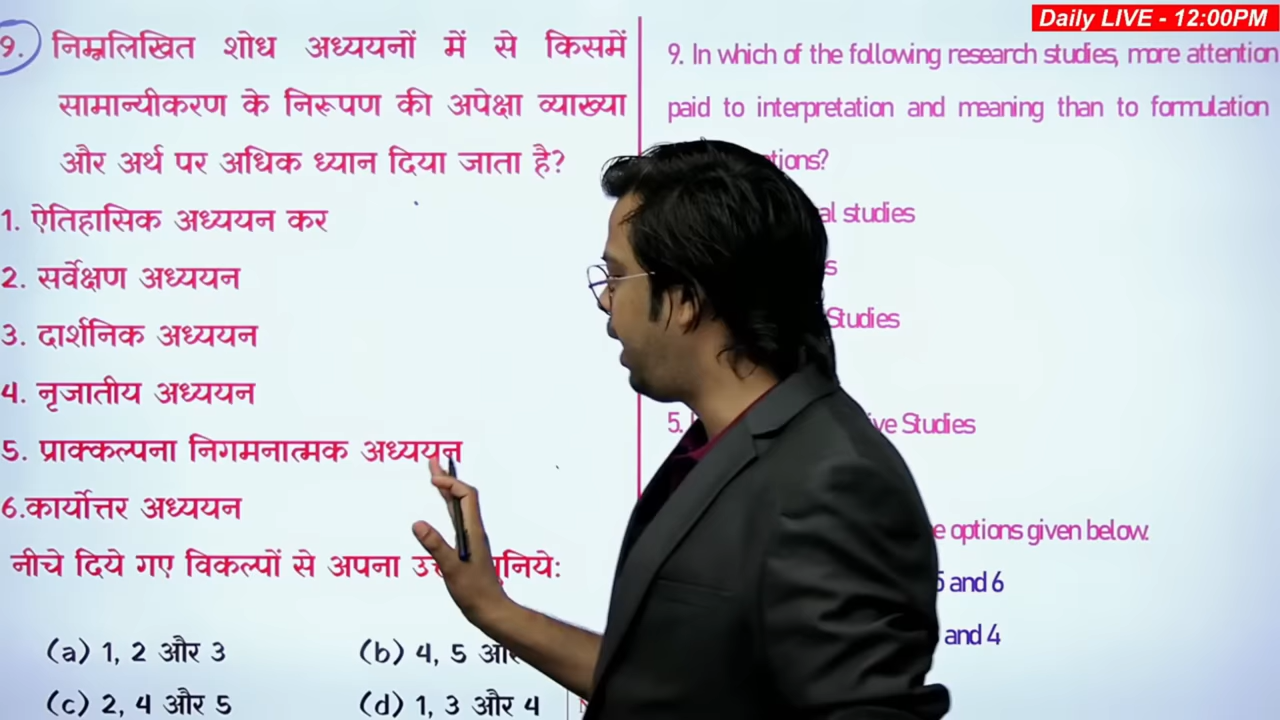 Daily LIVE - 12:00PM
9. निम्नलिखित शोध अध्ययनों में से किसमें
सामान्यीकरण के निरूपण की अपेक्षा व्याख्या
और अर्थ पर अधिक ध्यान दिया जाता है?
1. ऐतिहासिक अध्ययन कर
2. सर्वेक्षण अध्ययन
3. दार्शनिक अध्ययन
4. नृजातीय अध्ययन
5. प्राक्कल्पना निगमनात्मक अध्ययन
6.कार्योत्तर अध्ययन
नीचे दिये गए विकल्पों से अपना
(a) 1, 2 और 3 (b) 4, 5
(c) 2, 4 और 5 (d) 1, 3 और 4
9. In which of the following research studies, more attention
paid to interpretation and meaning than to formulation
studies
Studies
5. Studies
options given below.
and 6
and 4